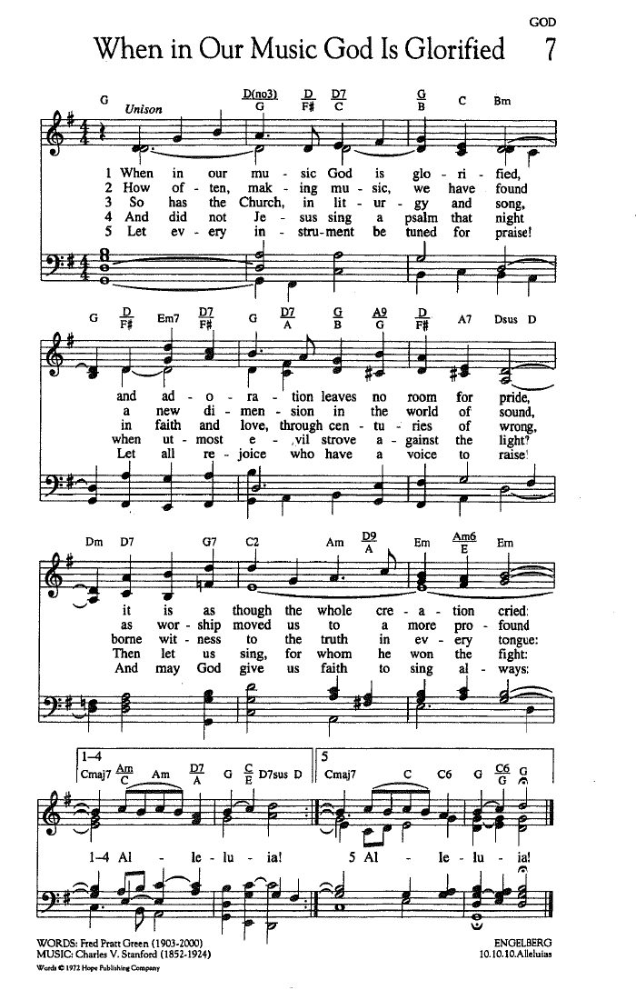 GOD
When in Our Music God Is Glorified 7
G D(no3)/G D/F# D7/C G/B C Bm
Unison
1 When in our mu - sic God is glo - ri - fied,
2 How of - ten, mak - ing mu - sic, we have found
3 So has the Church, in lit - ur - gy and song,
4 And did not Je - sus sing a psalm that night
5 Let ev - ery in - stru - ment be tuned for praise!
G D/F# Em7 D7/F# G D7/A G/B A9/G D/F# A7 Dsus D
and ad - o - ra - tion leaves no room for pride,
a new di - men - sion in the world of sound,
in faith and love, through cen - tu - ries of wrong,
when ut - most e - vil strove a - gainst the light?
Let all re - joice who have a voice to raise!
Dm D7 G7 C2 Am D9/A Em Am6/E Em
it is as though the whole cre - a - tion cried:
as wor - ship moved us to a more pro - found
borne wit - ness to the truth in ev - ery tongue:
Then let us sing, for whom he won the fight:
And may God give us faith to sing al - ways:
1–4 5
Cmaj7 Am/C Am D7/A G C/E D7sus D Cmaj7 C C6 G C6/G G
1–4 Al - le - lu - ia! 5 Al - le - lu - ia!
WORDS: Fred Pratt Green (1903-2000) ENGELBERG
MUSIC: Charles V. Stanford (1852-1924) 10.10.10.Alleluias
Words © 1972 Hope Publishing Company